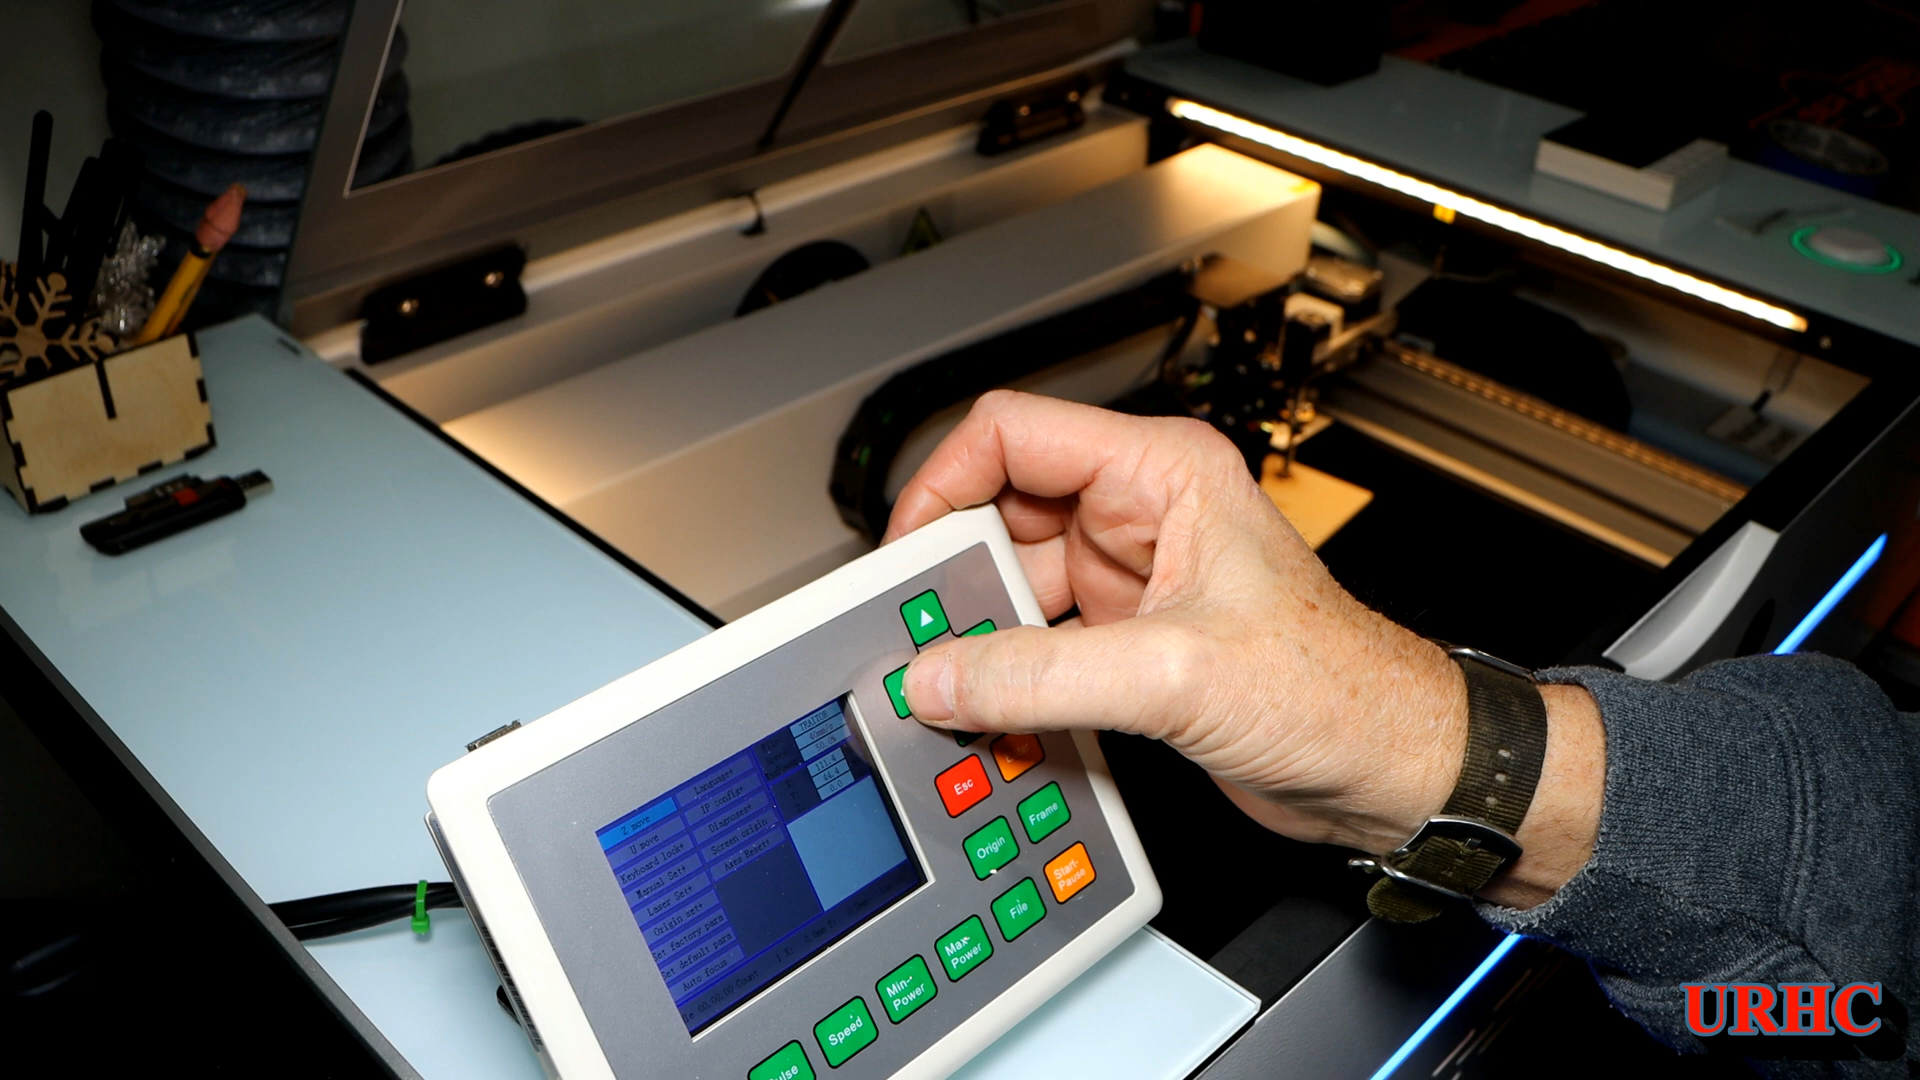 Z move
U move
Keyboard lock+
Manual Set+
Laser Set+
Origin set+
Set factory para
Set default para
Auto focus
Language+
IP config+
Diagnoses+
Screen origin
Axes Reset+
Esc
Enter
Origin
Frame
Start-
Pause
File
Max-
Power
Min-
Power
Speed
ulse
URHC